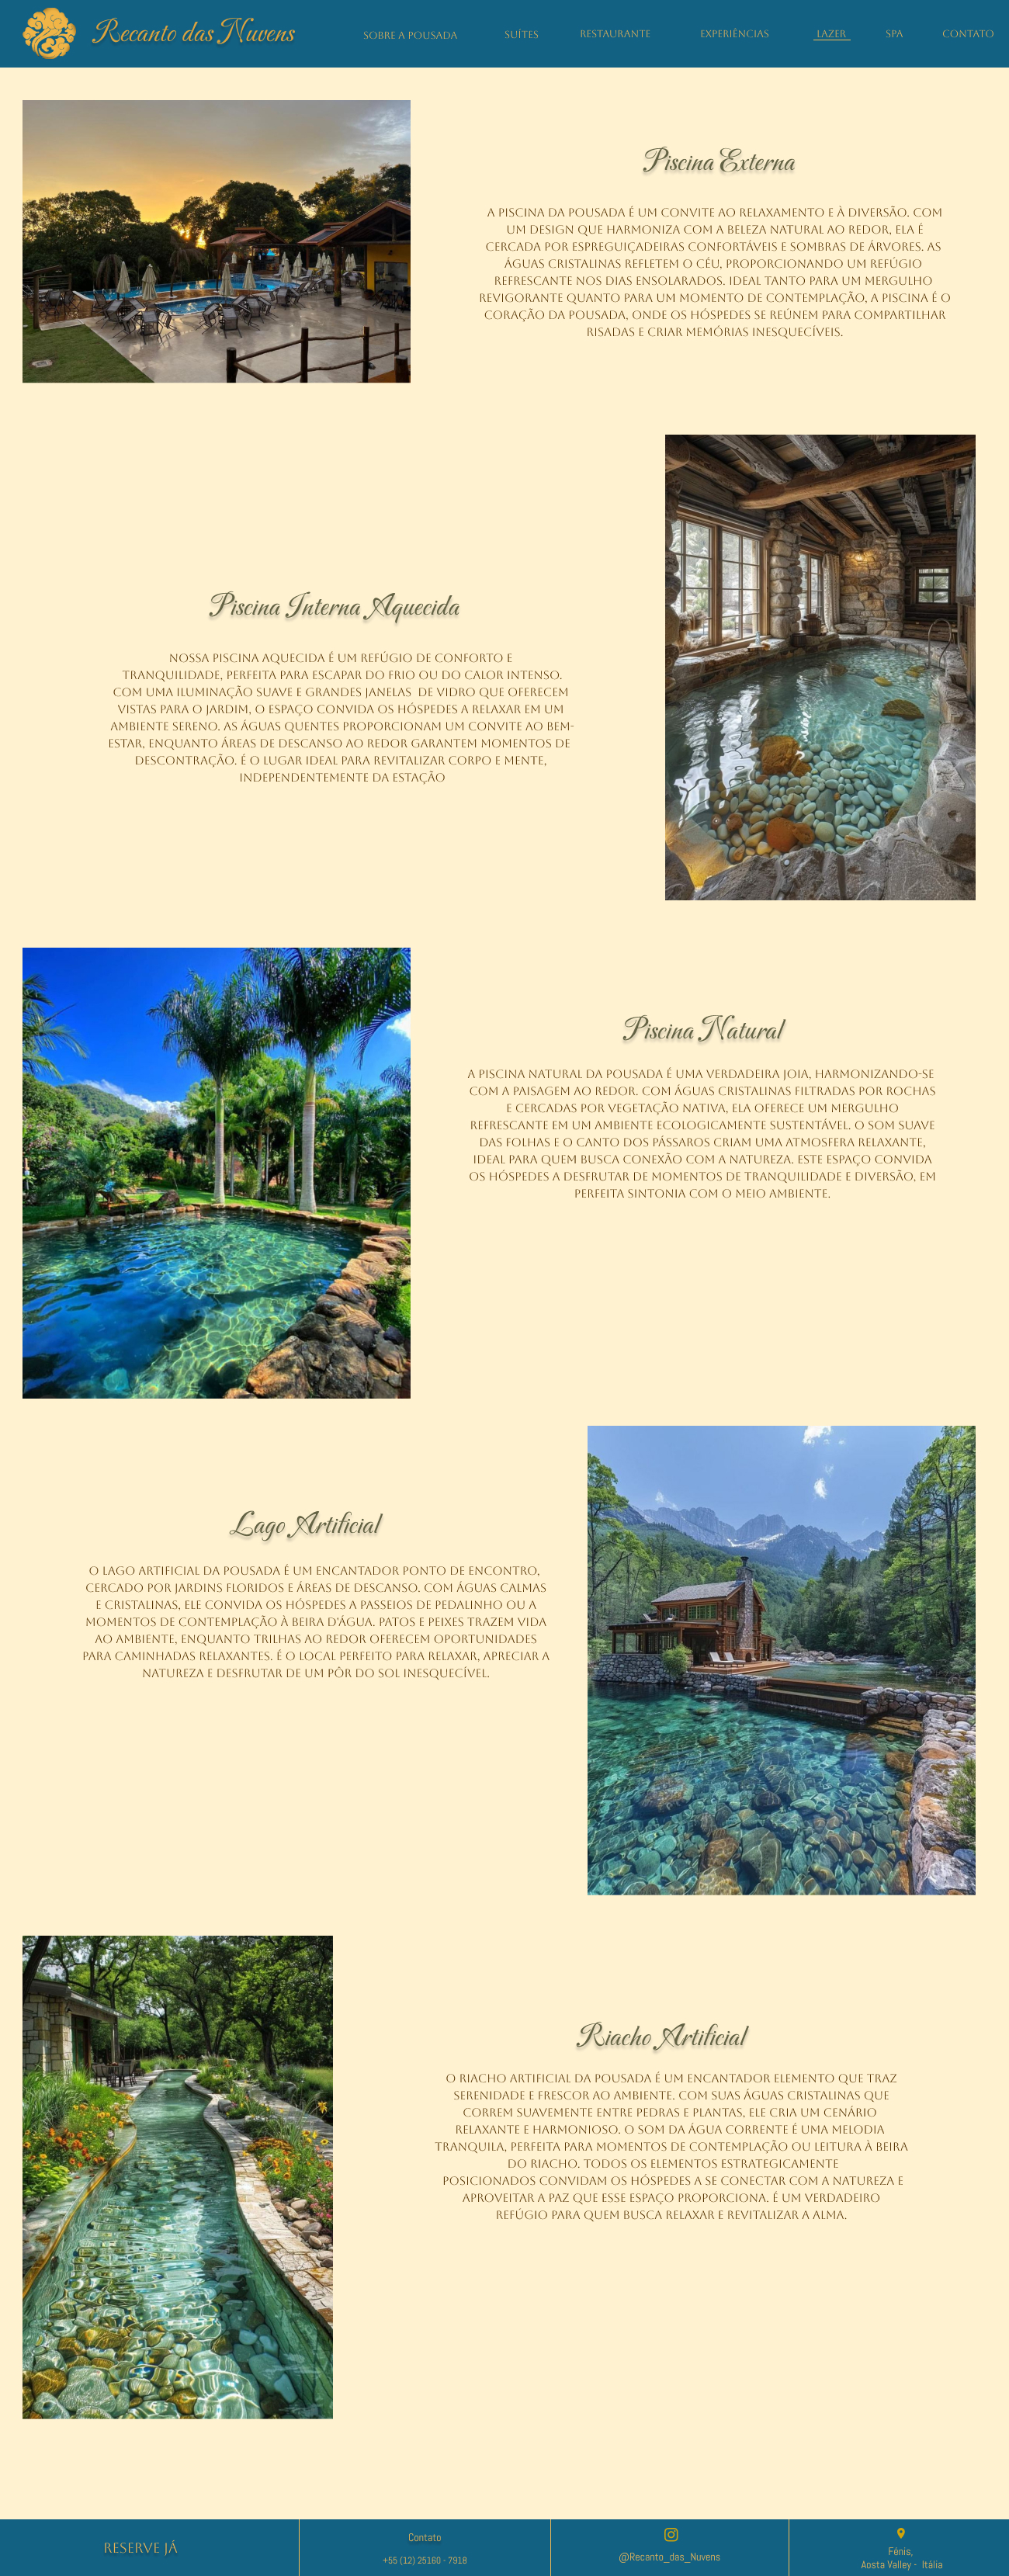 Recanto das Nuvens
SOBRE A POUSADA
SUÍTES
RESTAURANTE
EXPERIÊNCIAS
LAZER
SPA
CONTATO
Piscina Externa
A PISCINA DA POUSADA É UM CONVITE AO RELAXAMENTO E À DIVERSÃO. COM
UM DESIGN QUE HARMONIZA COM A BELEZA NATURAL AO REDOR, ELA É
CERCADA POR ESPREGUIÇADEIRAS CONFORTÁVEIS E SOMBRAS DE ÁRVORES. AS
ÁGUAS CRISTALINAS REFLETEM O CÉU, PROPORCIONANDO UM REFÚGIO
REFRESCANTE NOS DIAS ENSOLARADOS. IDEAL TANTO PARA UM MERGULHO
REVIGORANTE QUANTO PARA UM MOMENTO DE CONTEMPLAÇÃO, A PISCINA É O
CORAÇÃO DA POUSADA, ONDE OS HÓSPEDES SE REÚNEM PARA COMPARTILHAR
RISADAS E CRIAR MEMÓRIAS INESQUECÍVEIS.
Piscina Interna Aquecida
NOSSA PISCINA AQUECIDA É UM REFÚGIO DE CONFORTO E
TRANQUILIDADE, PERFEITA PARA ESCAPAR DO FRIO OU DO CALOR INTENSO.
COM UMA ILUMINAÇÃO SUAVE E GRANDES JANELAS DE VIDRO QUE OFERECEM
VISTAS PARA O JARDIM, O ESPAÇO CONVIDA OS HÓSPEDES A RELAXAR EM UM
AMBIENTE SERENO. AS ÁGUAS QUENTES PROPORCIONAM UM CONVITE AO BEM-
ESTAR, ENQUANTO ÁREAS DE DESCANSO AO REDOR GARANTEM MOMENTOS DE
DESCONTRAÇÃO. É O LUGAR IDEAL PARA REVITALIZAR CORPO E MENTE,
INDEPENDENTEMENTE DA ESTAÇÃO
Piscina Natural
A PISCINA NATURAL DA POUSADA É UMA VERDADEIRA JOIA, HARMONIZANDO-SE
COM A PAISAGEM AO REDOR. COM ÁGUAS CRISTALINAS FILTRADAS POR ROCHAS
E CERCADAS POR VEGETAÇÃO NATIVA, ELA OFERECE UM MERGULHO
REFRESCANTE EM UM AMBIENTE ECOLOGICAMENTE SUSTENTÁVEL. O SOM SUAVE
DAS FOLHAS E O CANTO DOS PÁSSAROS CRIAM UMA ATMOSFERA RELAXANTE,
IDEAL PARA QUEM BUSCA CONEXÃO COM A NATUREZA. ESTE ESPAÇO CONVIDA
OS HÓSPEDES A DESFRUTAR DE MOMENTOS DE TRANQUILIDADE E DIVERSÃO, EM
PERFEITA SINTONIA COM O MEIO AMBIENTE.
Lago Artificial
O LAGO ARTIFICIAL DA POUSADA É UM ENCANTADOR PONTO DE ENCONTRO,
CERCADO POR JARDINS FLORIDOS E ÁREAS DE DESCANSO. COM ÁGUAS CALMAS
E CRISTALINAS, ELE CONVIDA OS HÓSPEDES A PASSEIOS DE PEDALINHO OU A
MOMENTOS DE CONTEMPLAÇÃO À BEIRA D'ÁGUA. PATOS E PEIXES TRAZEM VIDA
AO AMBIENTE, ENQUANTO TRILHAS AO REDOR OFERECEM OPORTUNIDADES
PARA CAMINHADAS RELAXANTES. É O LOCAL PERFEITO PARA RELAXAR, APRECIAR A
NATUREZA E DESFRUTAR DE UM PÔR DO SOL INESQUECÍVEL.
Riacho Artificial
O RIACHO ARTIFICIAL DA POUSADA É UM ENCANTADOR ELEMENTO QUE TRAZ
SERENIDADE E FRESCOR AO AMBIENTE. COM SUAS ÁGUAS CRISTALINAS QUE
CORREM SUAVEMENTE ENTRE PEDRAS E PLANTAS, ELE CRIA UM CENÁRIO
RELAXANTE E HARMONIOSO. O SOM DA ÁGUA CORRENTE É UMA MELODIA
TRANQUILA, PERFEITA PARA MOMENTOS DE CONTEMPLAÇÃO OU LEITURA À BEIRA
DO RIACHO. TODOS OS ELEMENTOS ESTRATEGICAMENTE
POSICIONADOS CONVIDAM OS HÓSPEDES A SE CONECTAR COM A NATUREZA E
APROVEITAR A PAZ QUE ESSE ESPAÇO PROPORCIONA. É UM VERDADEIRO
REFÚGIO PARA QUEM BUSCA RELAXAR E REVITALIZAR A ALMA.
RESERVE JÁ
Contato
+55 (12) 25160 - 7918
@Recanto_das_Nuvens
Fénis,
Aosta Valley - Itália